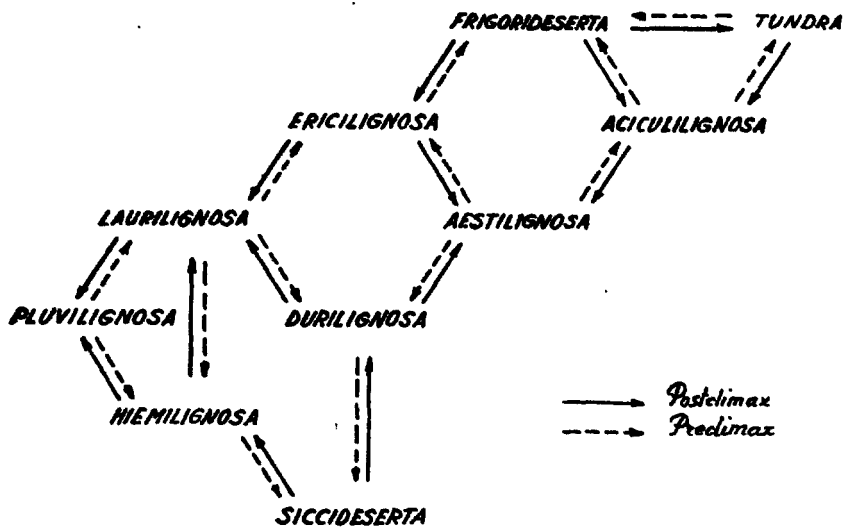 FRIGORIDESERTA TUNDRA
ERICILIGNOSA ACICULILIGNOSA
LAURILIGNOSA AESTILIGNOSA
PLUVILIGNOSA DURILIGNOSA
HIEMILIGNOSA
Postclimax
Preclimax
SICCIDESERTA